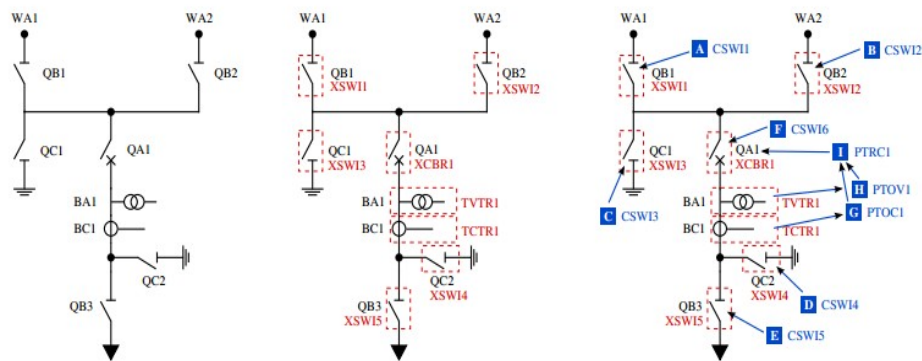 WA1
WA2
QB1
QB2
QC1
QA1
BA1
BC1
QC2
QB3
WA1
WA2
QB1
XSWI1
QB2
XSWI2
QC1
XSWI3
QA1
XCBR1
BA1
TVTR1
BC1
TCTR1
QC2
XSWI4
QB3
XSWI5
WA1
WA2
A CSWI1
B CSWI2
QB1
XSWI1
QB2
XSWI2
F CSWI6
QC1
XSWI3
QA1
XCBR1
I PTRC1
H PTOV1
BA1
TVTR1
C CSWI3
G PTOC1
BC1
TCTR1
QC2
XSWI4
D CSWI4
QB3
XSWI5
E CSWI5